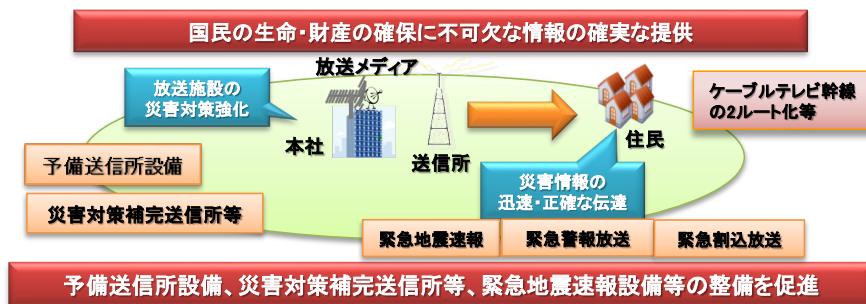 国民の生命・財産の確保に不可欠な情報の確実な提供
放送メディア
放送施設の
災害対策強化
ケーブルテレビ幹線
の2ルート化等
本社
送信所
住民
予備送信所設備
災害情報の
迅速・正確な伝達
災害対策補完送信所等
緊急地震速報
緊急警報放送
緊急割込放送
予備送信所設備、災害対策補完送信所等、緊急地震速報設備等の整備を促進